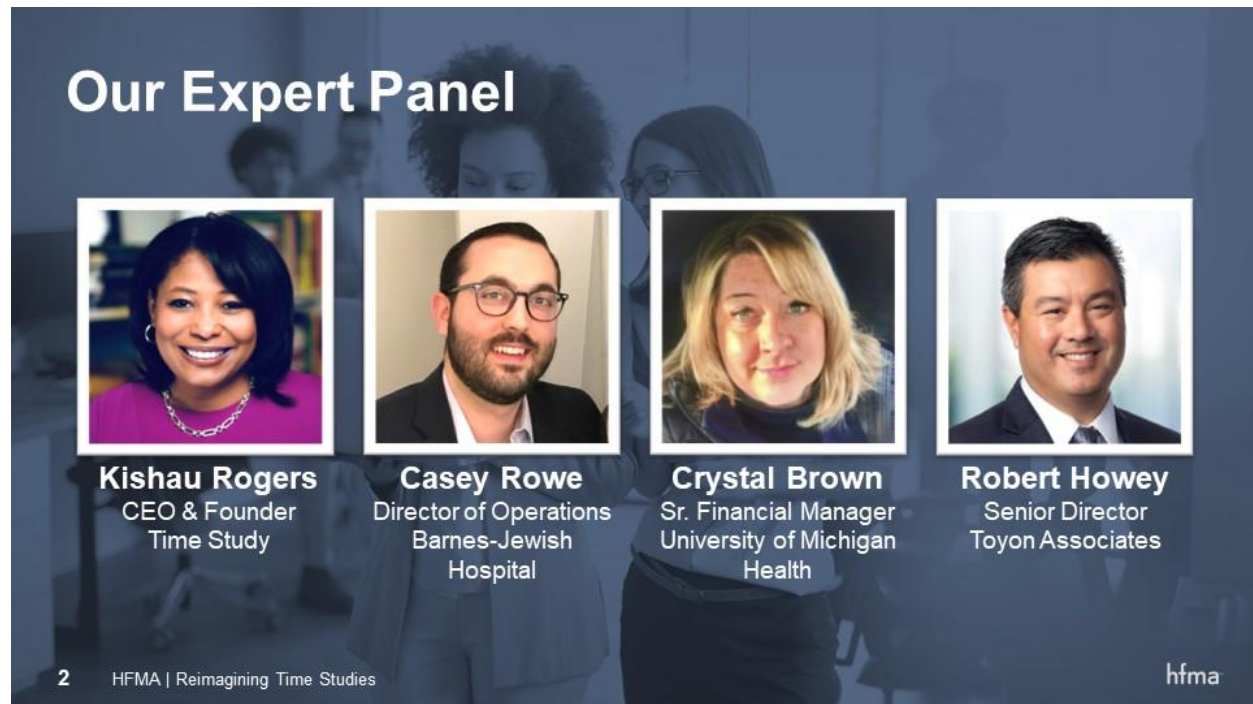 Our Expert Panel
Kishau Rogers
CEO & Founder
Time Study
Casey Rowe
Director of Operations
Barnes-Jewish
Hospital
Crystal Brown
Sr. Financial Manager
University of Michigan
Health
Robert Howey
Senior Director
Toyon Associates
2 HFMA | Reimagining Time Studies
hfma